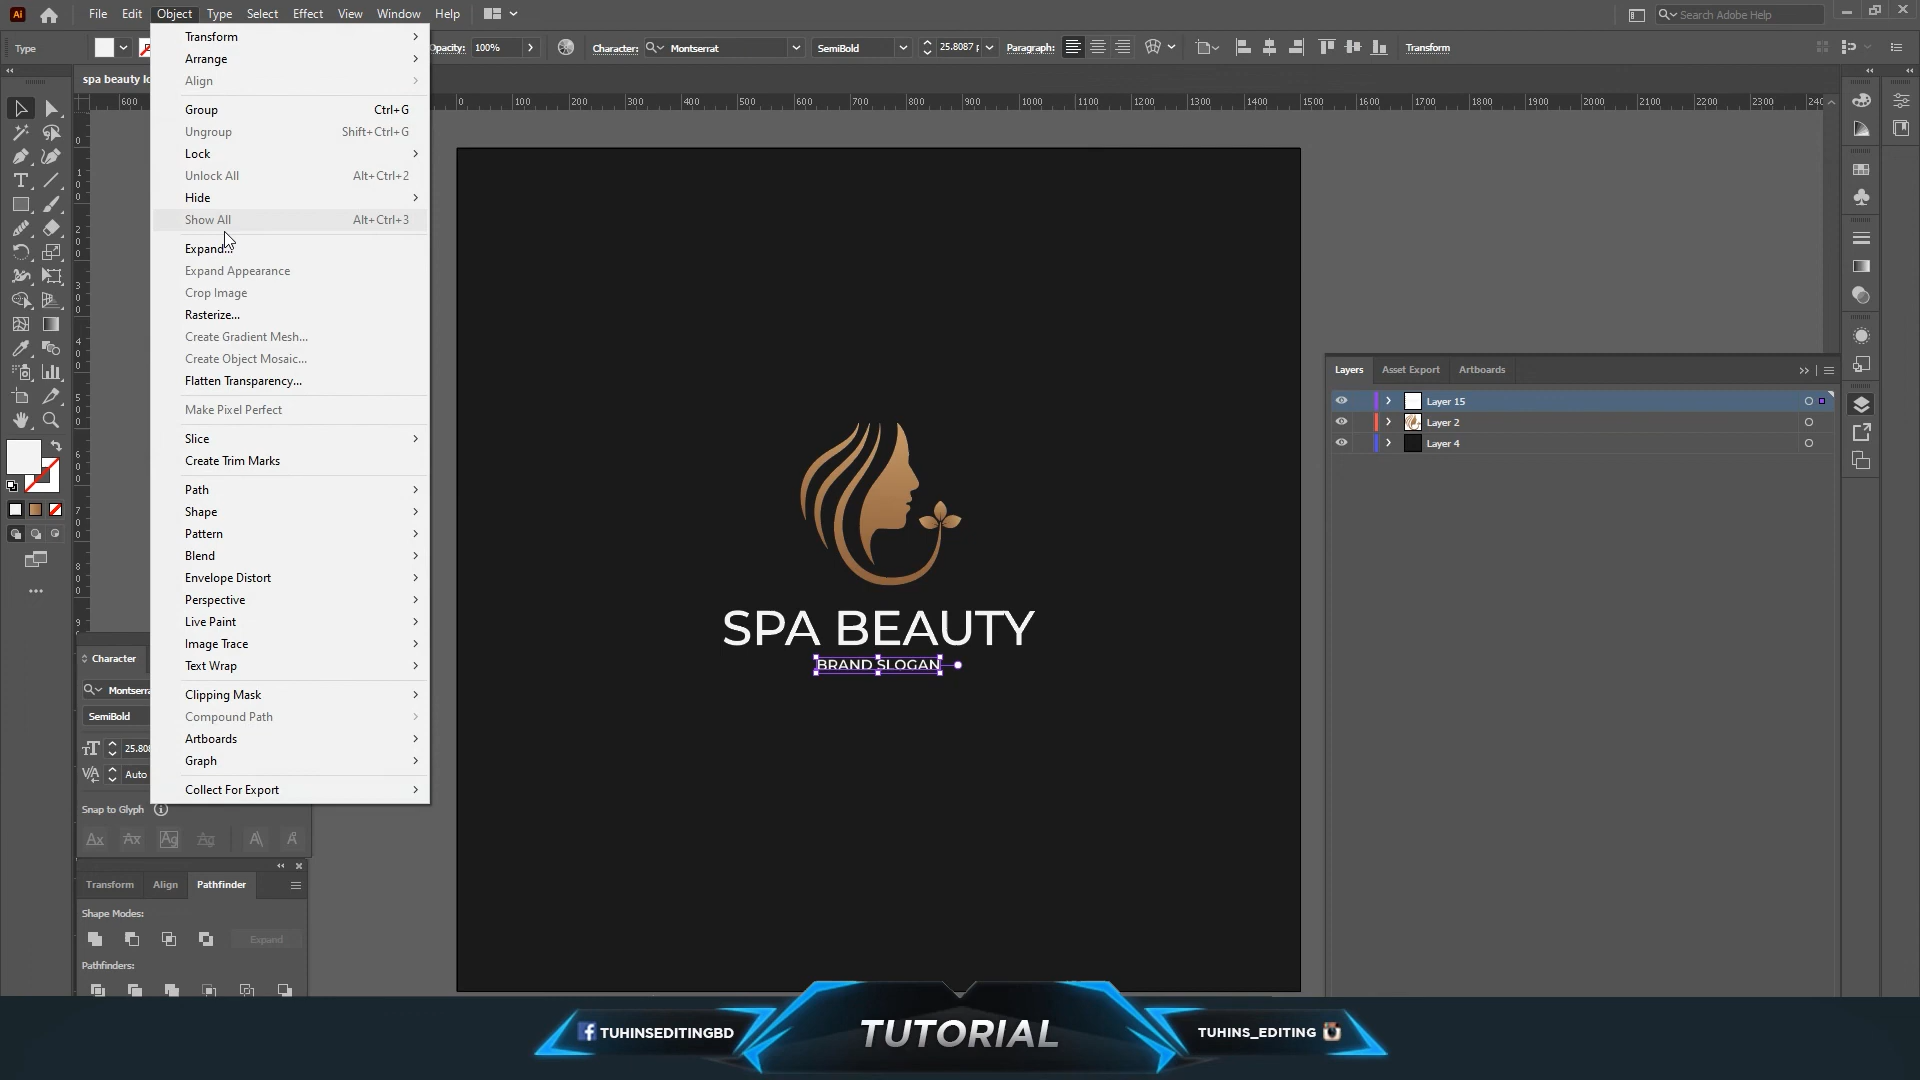 Ai File Edit Object Type Select Effect View Window Help Search Adobe Help
Type Opacity: 100% Character: Montserrat SemiBold 25.8087 p Paragraph: Transform
spa beauty lo
600 0 100 200 300 400 500 600 700 800 900 1000 1100 1200 1300 1400 1500 1600 1700 1800 1900 2000 2100 2200 2300 240
Transform
Arrange
Align
Group Ctrl+G
Ungroup Shift+Ctrl+G
Lock
Unlock All Alt+Ctrl+2
Hide
Show All Alt+Ctrl+3
Expand...
Expand Appearance
Crop Image
Rasterize...
Create Gradient Mesh...
Create Object Mosaic...
Flatten Transparency...
Make Pixel Perfect
Slice
Create Trim Marks
Path
Shape
Pattern
Blend
Envelope Distort
Perspective
Live Paint
Image Trace
Text Wrap
Clipping Mask
Compound Path
Artboards
Graph
Collect For Export
Character
Montserra
SemiBold
25.808
Auto
Snap to Glyph
Transform Align Pathfinder
Shape Modes:
Expand
Pathfinders:
SPA BEAUTY
BRAND SLOGAN
Layers Asset Export Artboards
Layer 15
Layer 2
Layer 4
TUHINSEDITINGBD
TUTORIAL
TUHINS_EDITING